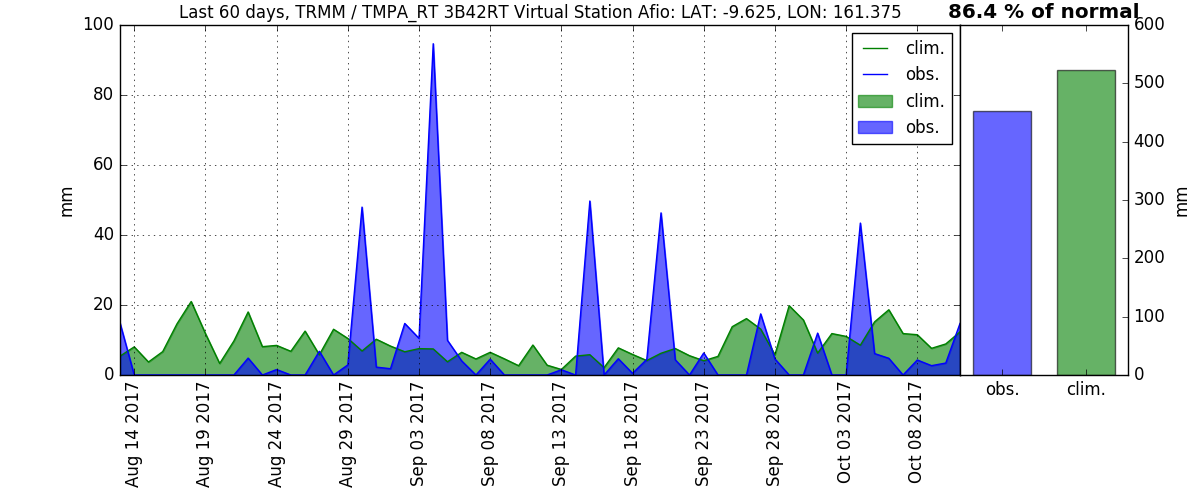 Last 60 days, TRMM / TMPA_RT 3B42RT Virtual Station Afio: LAT: -9.625, LON: 161.375
86.4 % of normal
100
80
60
40
20
0
mm
clim.
obs.
clim.
obs.
600
500
400
300
200
100
0
mm
Aug 14 2017
Aug 19 2017
Aug 24 2017
Aug 29 2017
Sep 03 2017
Sep 08 2017
Sep 13 2017
Sep 18 2017
Sep 23 2017
Sep 28 2017
Oct 03 2017
Oct 08 2017
obs.
clim.